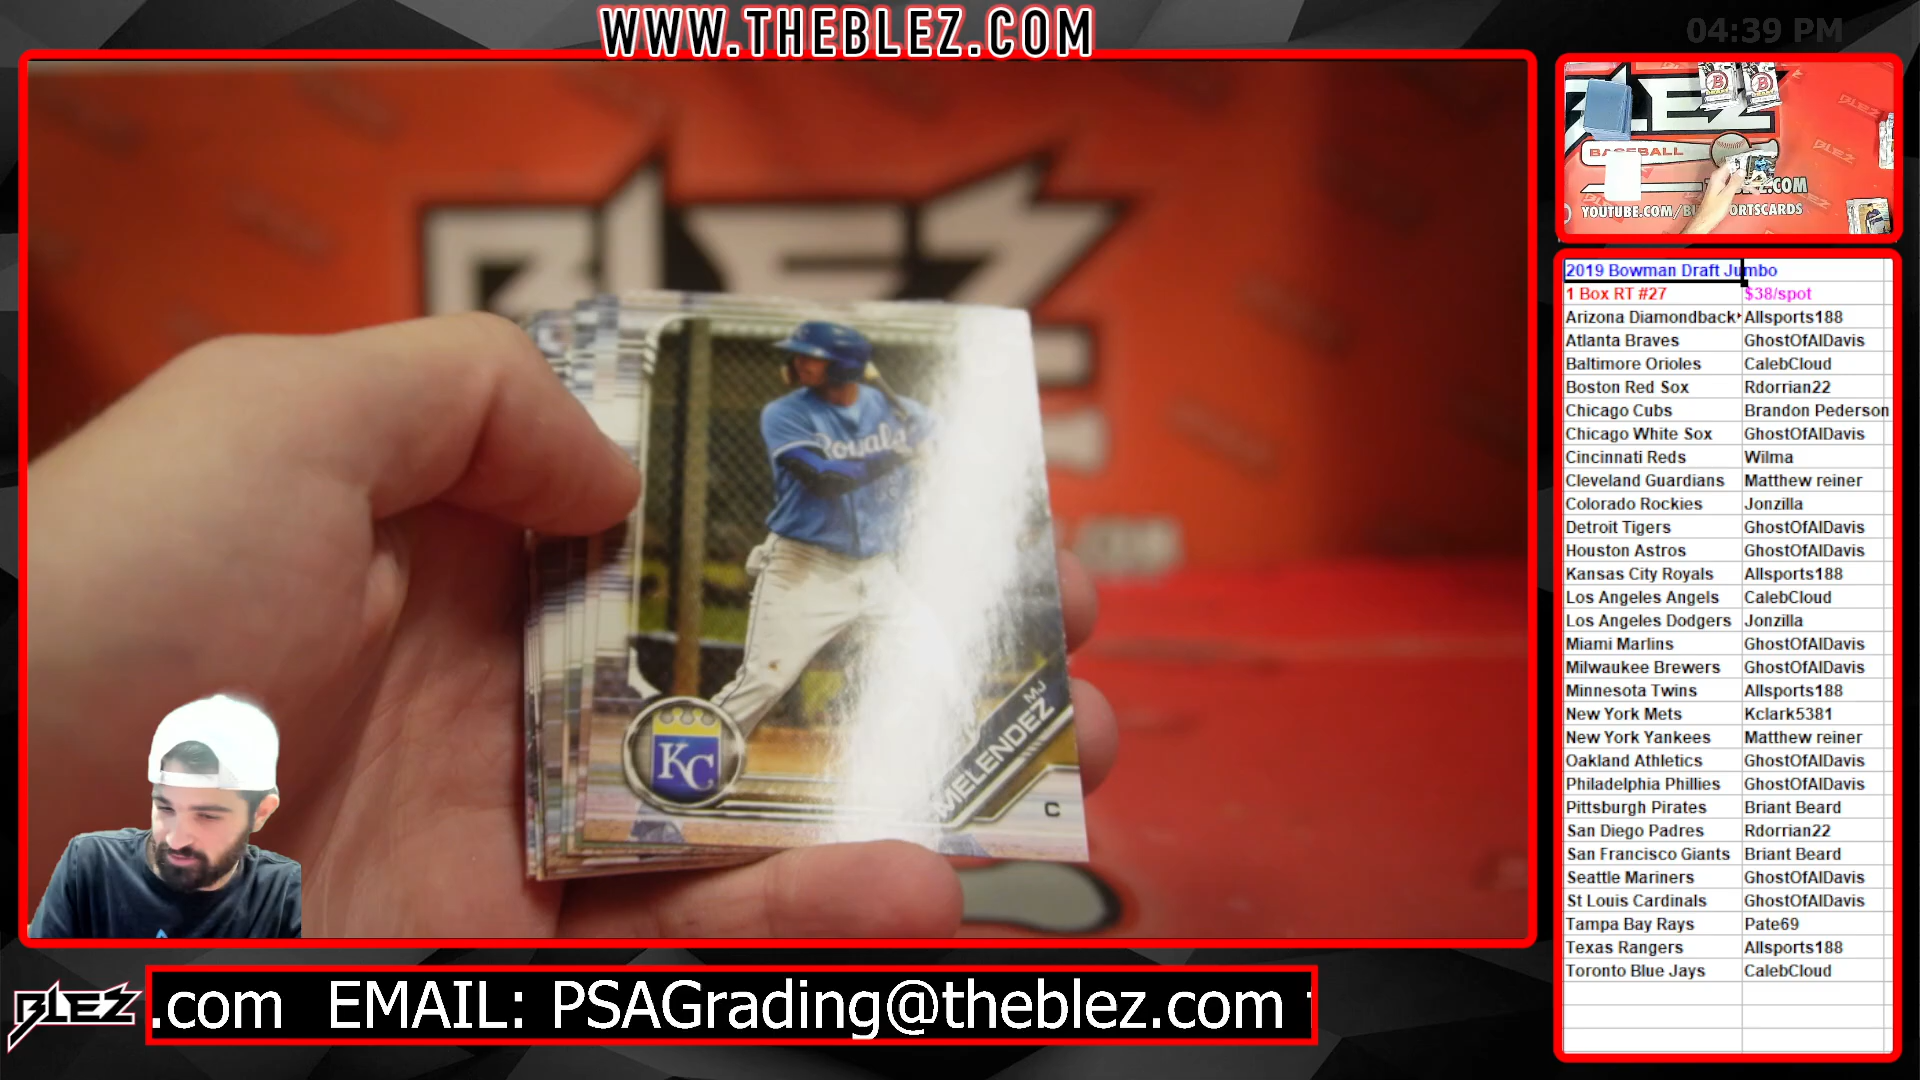 WWW.THEBLEZ.COM
04:39 PM
BLEZ
Royals
MJ
MELENDEZ
KC
C
BLEZ
BASEBALL
BLEZ
YOUTUBE.COM/
2019 Bowman Draft Jumbo
1 Box RT #27 $38/spot
Arizona Diamondback Allsports188
Atlanta Braves GhostOfAlDavis
Baltimore Orioles CalebCloud
Boston Red Sox Rdorrian22
Chicago Cubs Brandon Pederson
Chicago White Sox GhostOfAlDavis
Cincinnati Reds Wilma
Cleveland Guardians Matthew reiner
Colorado Rockies Jonzilla
Detroit Tigers GhostOfAlDavis
Houston Astros GhostOfAlDavis
Kansas City Royals Allsports188
Los Angeles Angels CalebCloud
Los Angeles Dodgers Jonzilla
Miami Marlins GhostOfAlDavis
Milwaukee Brewers GhostOfAlDavis
Minnesota Twins Allsports188
New York Mets Kclark5381
New York Yankees Matthew reiner
Oakland Athletics GhostOfAlDavis
Philadelphia Phillies GhostOfAlDavis
Pittsburgh Pirates Briant Beard
San Diego Padres Rdorrian22
San Francisco Giants Briant Beard
Seattle Mariners GhostOfAlDavis
St Louis Cardinals GhostOfAlDavis
Tampa Bay Rays Pate69
Texas Rangers Allsports188
Toronto Blue Jays CalebCloud
BLEZ
.com EMAIL: PSAGrading@theblez.com